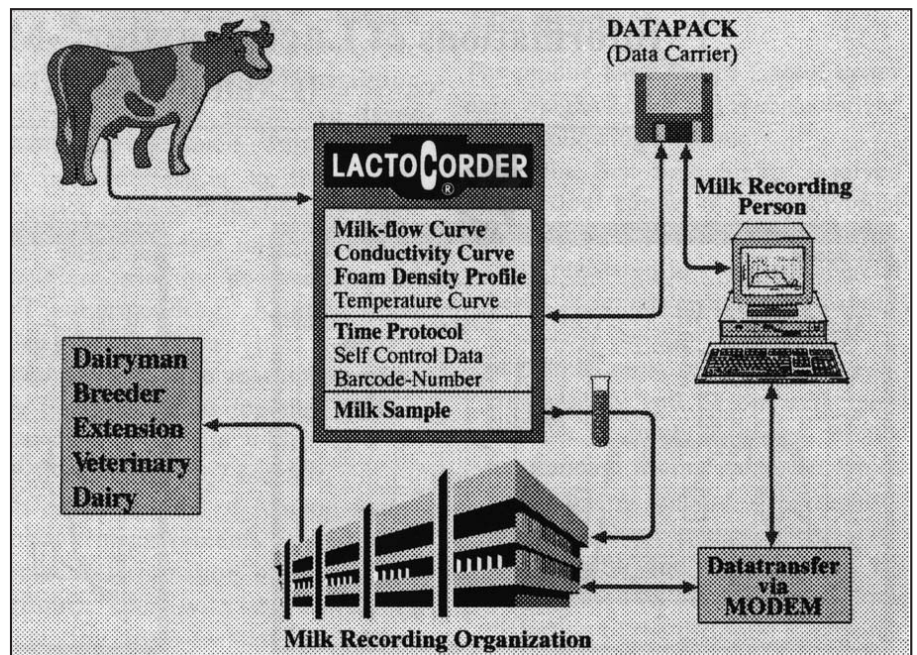 DATAPACK
(Data Carrier)
LACTOCORDER
®
Milk Recording
Person
Milk-flow Curve
Conductivity Curve
Foam Density Profile
Temperature Curve
Time Protocol
Self Control Data
Barcode-Number
Milk Sample
Dairyman
Breeder
Extension
Veterinary
Dairy
Datatransfer
via
MODEM
Milk Recording Organization